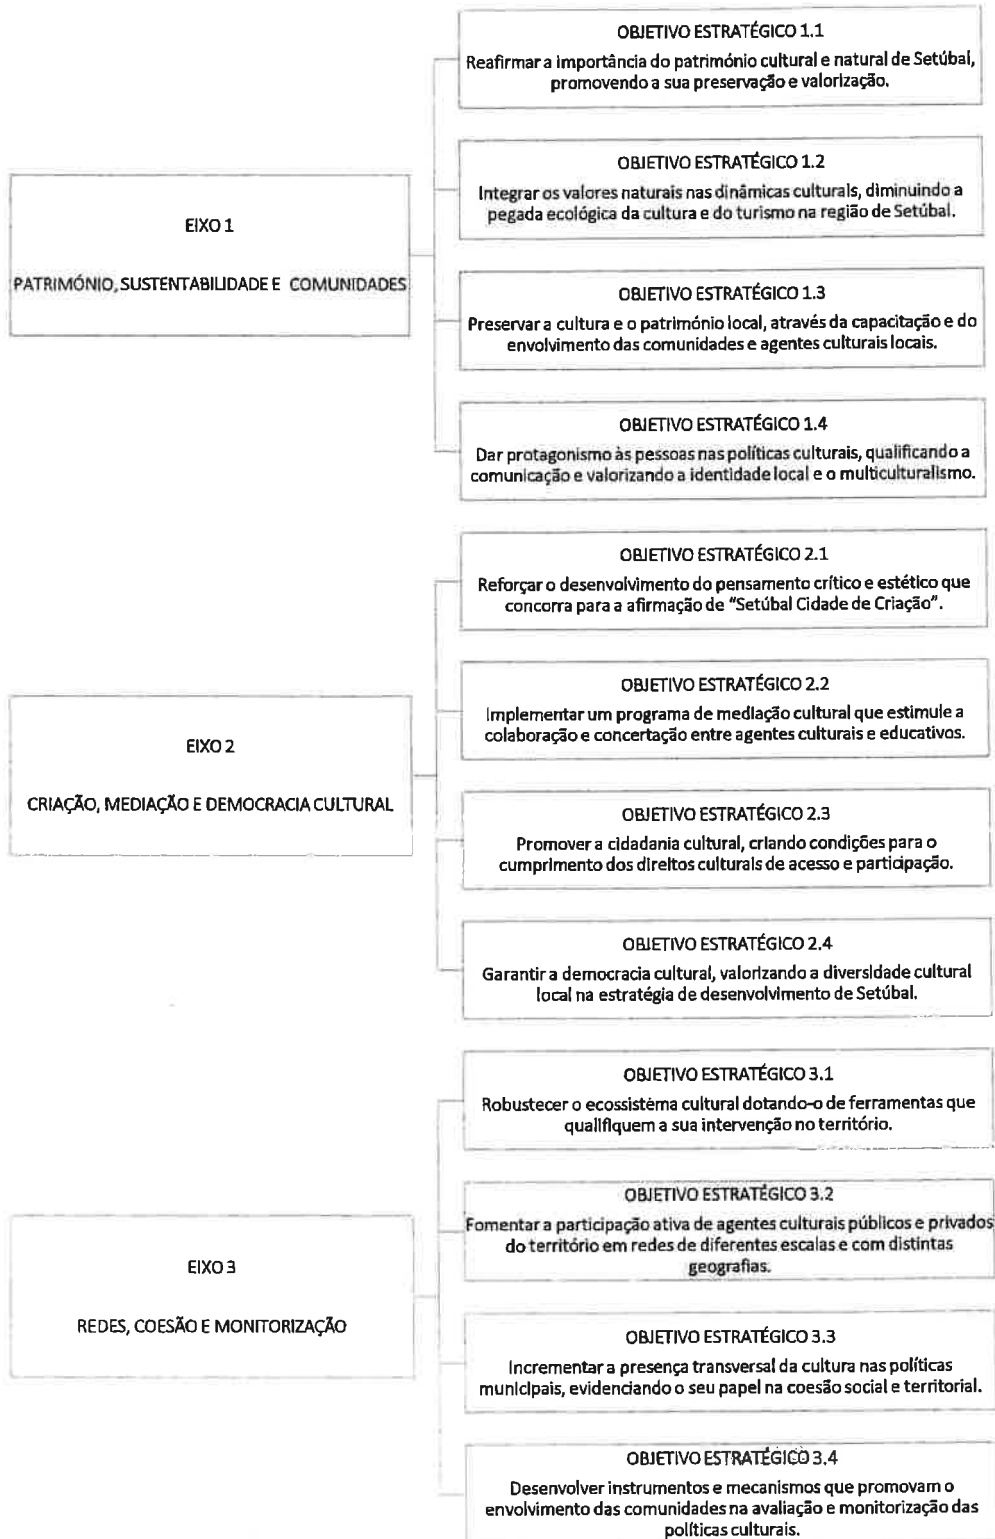 EIXO 1
PATRIMÓNIO, SUSTENTABILIDADE E COMUNIDADES
OBJETIVO ESTRATÉGICO 1.1
Reafirmar a importância do património cultural e natural de Setúbal,
promovendo a sua preservação e valorização.
OBJETIVO ESTRATÉGICO 1.2
Integrar os valores naturais nas dinâmicas culturais, diminuindo a
pegada ecológica da cultura e do turismo na região de Setúbal.
OBJETIVO ESTRATÉGICO 1.3
Preservar a cultura e o património local, através da capacitação e do
envolvimento das comunidades e agentes culturais locais.
OBJETIVO ESTRATÉGICO 1.4
Dar protagonismo às pessoas nas políticas culturais, qualificando a
comunicação e valorizando a identidade local e o multiculturalismo.
EIXO 2
CRIAÇÃO, MEDIAÇÃO E DEMOCRACIA CULTURAL
OBJETIVO ESTRATÉGICO 2.1
Reforçar o desenvolvimento do pensamento crítico e estético que
concorra para a afirmação de “Setúbal Cidade de Criação”.
OBJETIVO ESTRATÉGICO 2.2
Implementar um programa de mediação cultural que estimule a
colaboração e concertação entre agentes culturais e educativos.
OBJETIVO ESTRATÉGICO 2.3
Promover a cidadania cultural, criando condições para o
cumprimento dos direitos culturais de acesso e participação.
OBJETIVO ESTRATÉGICO 2.4
Garantir a democracia cultural, valorizando a diversidade cultural
local na estratégia de desenvolvimento de Setúbal.
EIXO 3
REDES, COESÃO E MONITORIZAÇÃO
OBJETIVO ESTRATÉGICO 3.1
Robustecer o ecossistema cultural dotando-o de ferramentas que
qualifiquem a sua intervenção no território.
OBJETIVO ESTRATÉGICO 3.2
Fomentar a participação ativa de agentes culturais públicos e privados
do território em redes de diferentes escalas e com distintas
geografias.
OBJETIVO ESTRATÉGICO 3.3
Incrementar a presença transversal da cultura nas políticas
municipais, evidenciando o seu papel na coesão social e territorial.
OBJETIVO ESTRATÉGICO 3.4
Desenvolver instrumentos e mecanismos que promovam o
envolvimento das comunidades na avaliação e monitorização das
políticas culturais.